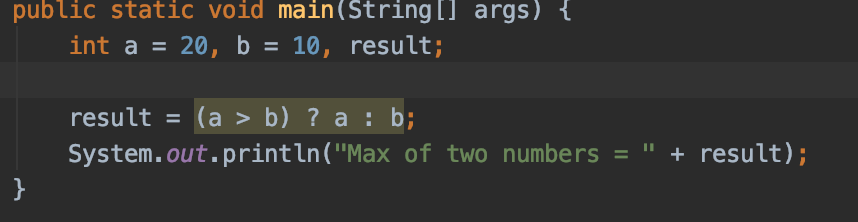 public static void main(String[] args) {
int a = 20, b = 10, result;
result = (a > b) ? a : b;
System.out.println("Max of two numbers = " + result);
}